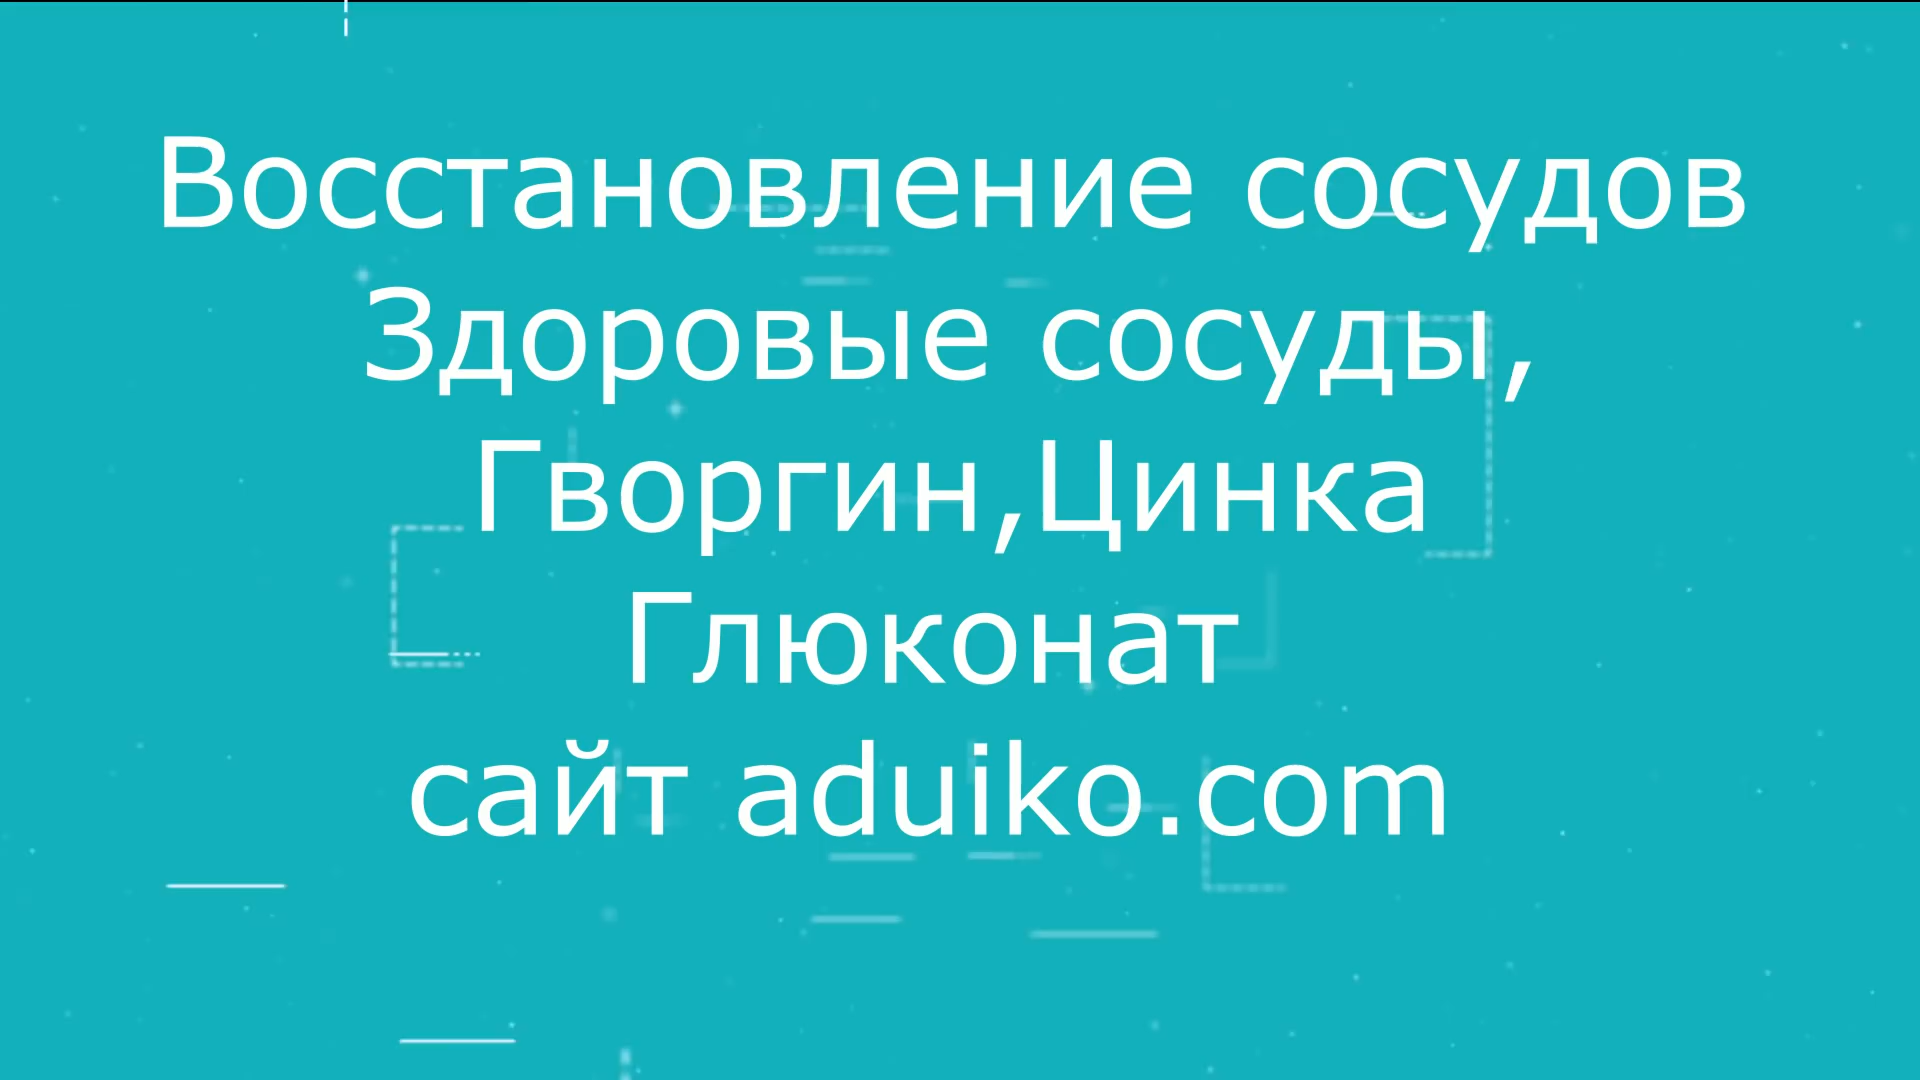 Восстановление сосудов
Здоровые сосуды,
Гворгин,Цинка
Глюконат
сайт aduiko.com